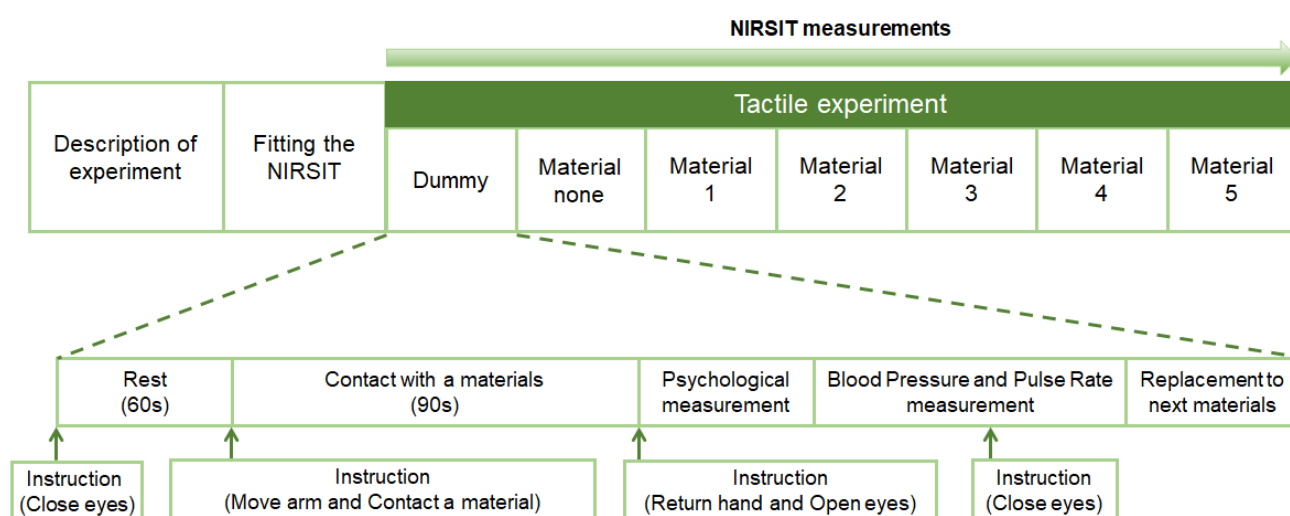 NIRSIT measurements
Tactile experiment
Description of
experiment
Fitting the
NIRSIT
Dummy
Material
none
Material
1
Material
2
Material
3
Material
4
Material
5
Rest
(60s)
Contact with a materials
(90s)
Psychological
measurement
Blood Pressure and Pulse Rate
measurement
Replacement to
next materials
Instruction
(Close eyes)
Instruction
(Move arm and Contact a material)
Instruction
(Return hand and Open eyes)
Instruction
(Close eyes)